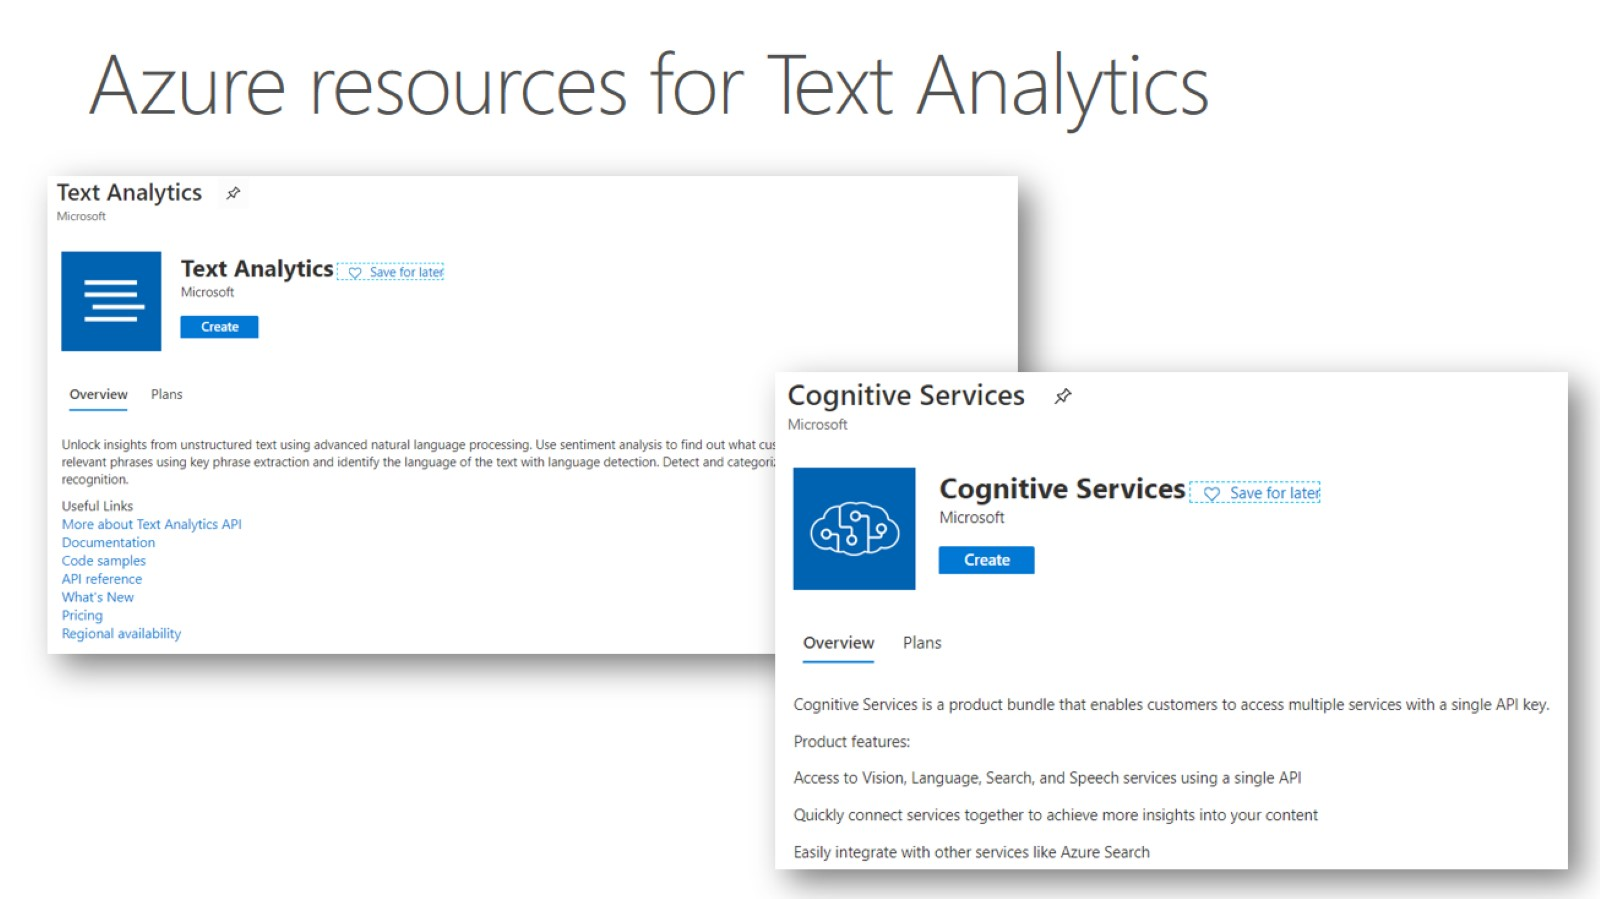 Azure resources for Text Analytics
Text Analytics
Microsoft
Text Analytics Save for later
Microsoft
Create
Overview Plans
Unlock insights from unstructured text using advanced natural language processing. Use sentiment analysis to find out what cus
relevant phrases using key phrase extraction and identify the language of the text with language detection. Detect and categori
recognition.
Useful Links
More about Text Analytics API
Documentation
Code samples
API reference
What's New
Pricing
Regional availability
Cognitive Services
Microsoft
Cognitive Services Save for later
Microsoft
Create
Overview Plans
Cognitive Services is a product bundle that enables customers to access multiple services with a single API key.
Product features:
Access to Vision, Language, Search, and Speech services using a single API
Quickly connect services together to achieve more insights into your content
Easily integrate with other services like Azure Search